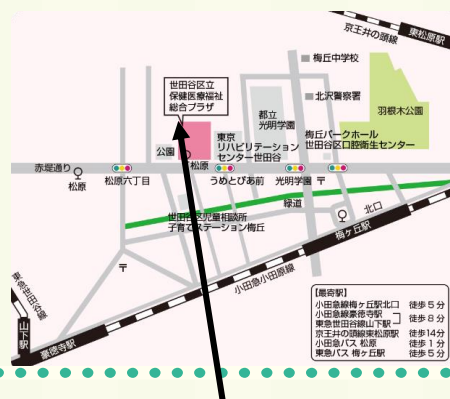 京王井の頭線
東松原駅
梅丘中学校
世田谷区立
保健医療福祉
総合プラザ
北沢警察署
羽根木公園
都立
光明学園
梅丘パークホール
世田谷区口腔衛生センター
公園
東京
リハビリテーション
センター世田谷
赤堤通り
松原
松原
松原六丁目
うめとぴあ前
光明学園
緑道
北口
世田谷区児童相談所
子育てステーション梅丘
梅ヶ丘駅
小田急小田原線
東急世田谷線
山下駅
豪徳寺駅
【最寄駅】
小田急線梅ヶ丘駅北口 徒歩5分
小田急線豪徳寺駅
東急世田谷線山下駅 徒歩8分
京王井の頭線東松原駅 徒歩14分
小田急バス 松原 徒歩1分
東急バス 梅ヶ丘駅 徒歩5分